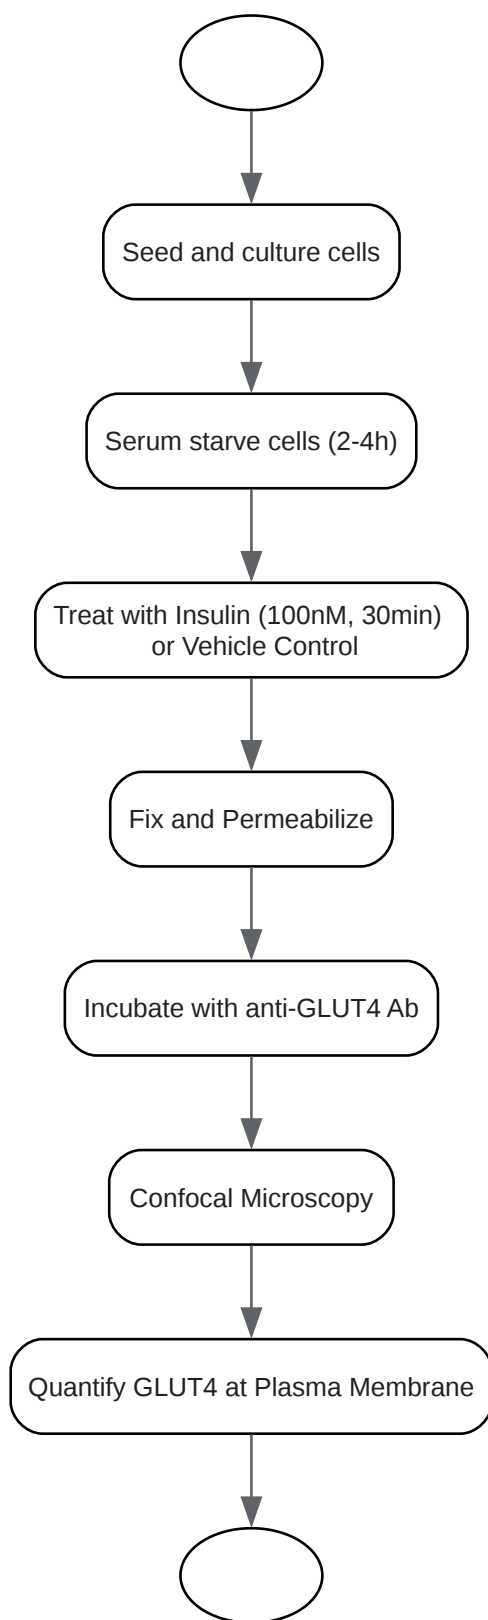 Seed and culture cells
Serum starve cells (2-4h)
Treat with Insulin (100nM, 30min)
or Vehicle Control
Fix and Permeabilize
Incubate with anti-GLUT4 Ab
Confocal Microscopy
Quantify GLUT4 at Plasma Membrane